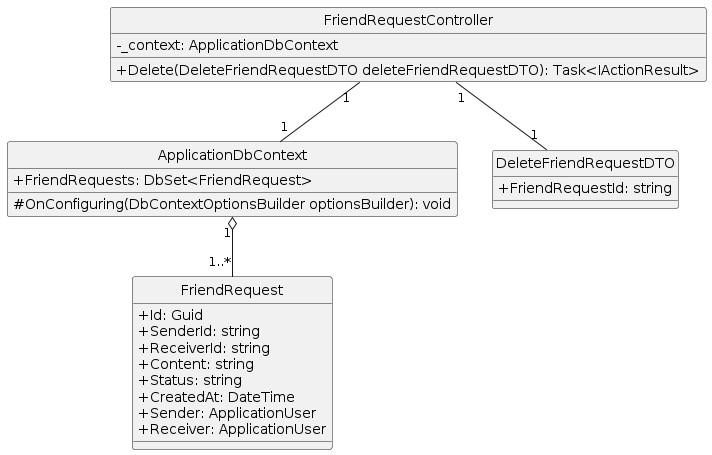 FriendRequestController
-_context: ApplicationDbContext
+Delete(DeleteFriendRequestDTO deleteFriendRequestDTO): Task<IActionResult>
1
1
1
1
ApplicationDbContext
+FriendRequests: DbSet<FriendRequest>
#OnConfiguring(DbContextOptionsBuilder optionsBuilder): void
DeleteFriendRequestDTO
+FriendRequestId: string
1
1..*
FriendRequest
+Id: Guid
+SenderId: string
+ReceiverId: string
+Content: string
+Status: string
+CreatedAt: DateTime
+Sender: ApplicationUser
+Receiver: ApplicationUser